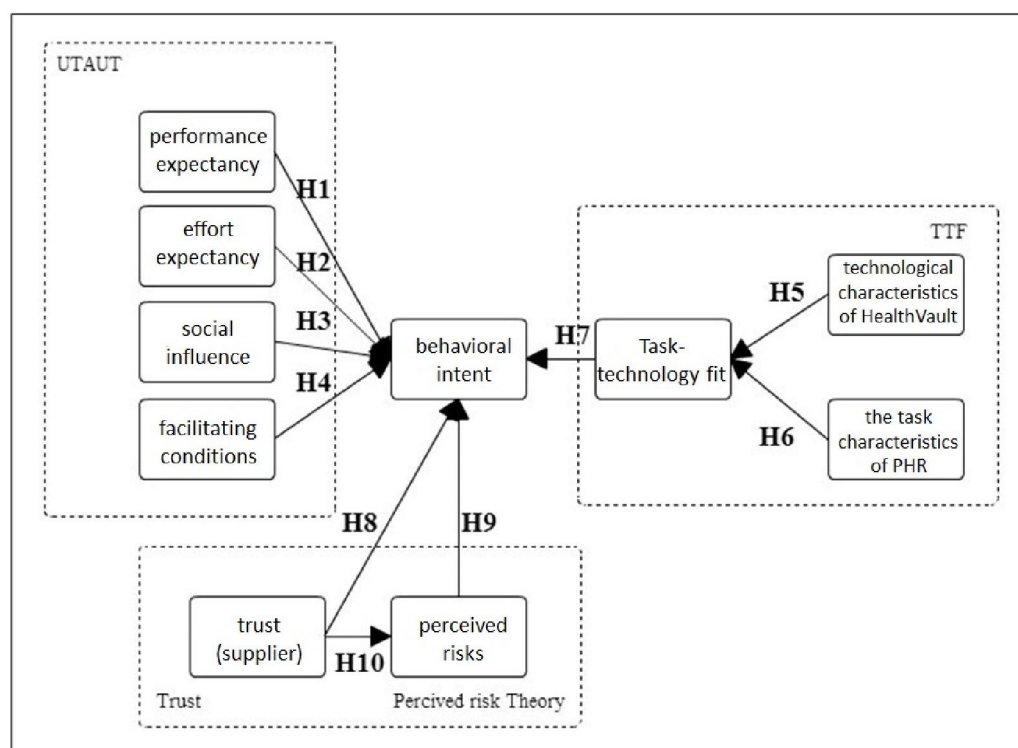 UTAUT
performance
expectancy
H1
effort
expectancy
H2
social
influence
H3
facilitating
conditions
H4
behavioral
intent
H7
Task-
technology fit
TTF
technological
characteristics
of HealthVault
H5
the task
characteristics
of PHR
H6
H8
H9
trust
(supplier)
H10
perceived
risks
Trust
Percived risk Theory